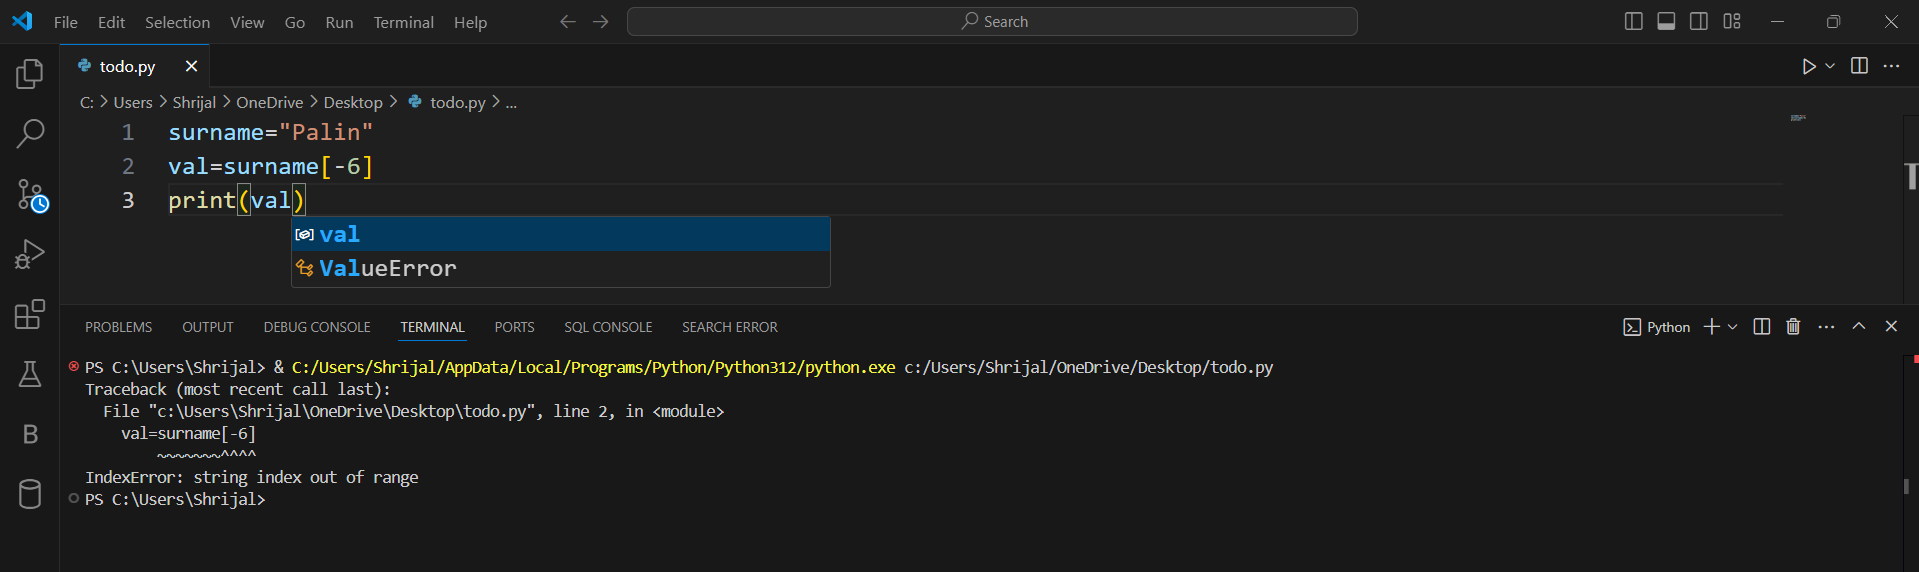 File Edit Selection View Go Run Terminal Help Search
todo.py
C: > Users > Shrijal > OneDrive > Desktop > todo.py > ...
1 surname="Palin"
2 val=surname[-6]
3 print(val)
val
ValueError
PROBLEMS OUTPUT DEBUG CONSOLE TERMINAL PORTS SQL CONSOLE SEARCH ERROR Python
PS C:\Users\Shrijal> & C:/Users/Shrijal/AppData/Local/Programs/Python/Python312/python.exe c:/Users/Shrijal/OneDrive/Desktop/todo.py
Traceback (most recent call last):
File "c:\Users\Shrijal\OneDrive\Desktop\todo.py", line 2, in <module>
val=surname[-6]
~~~~~~~^^^^
IndexError: string index out of range
PS C:\Users\Shrijal>
B